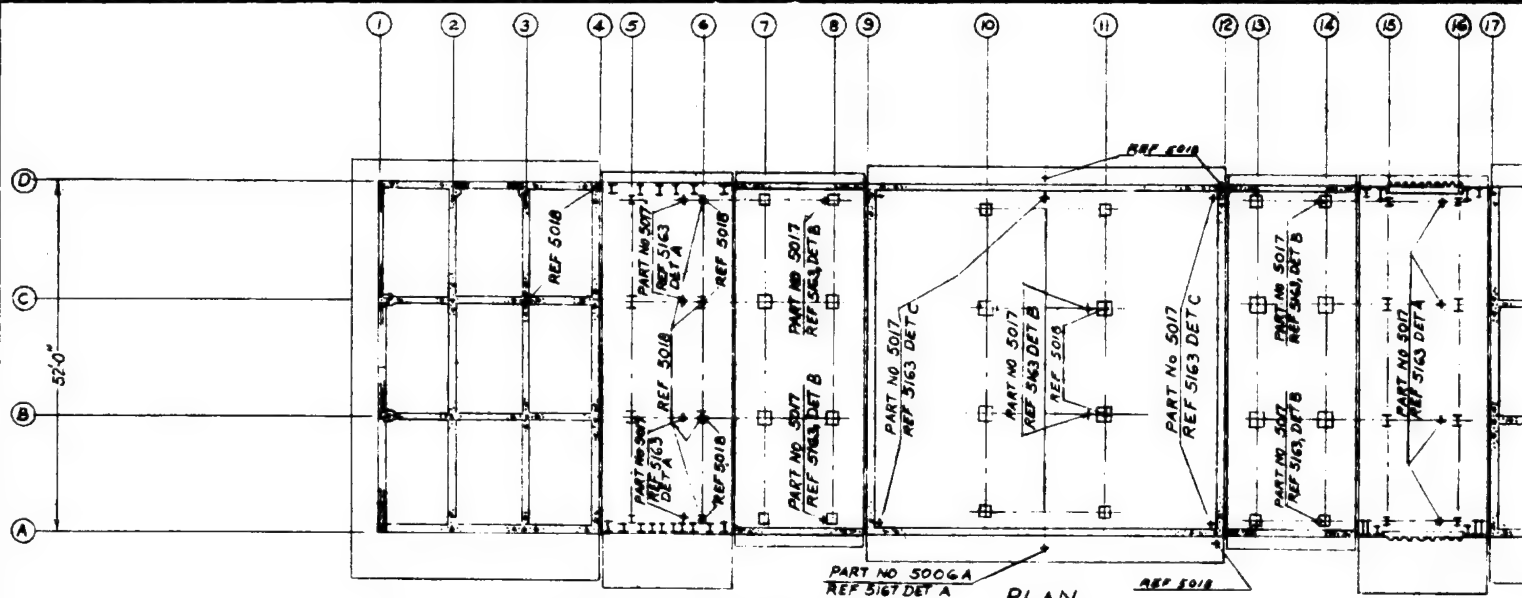 1 2 3 4 5 6 7 8 9 10 11 12 13 14 15 16 17
REF 5018
D
PART NO 5017
REF 5163
DET A
REF 5018
REF 5018
PART NO 5017
REF 5163, DET B
PART NO 5017
REF 5163, DET B
C
52'-0"
REF 5018
PART NO 5017
REF 5163 DET C
PART NO 5017
REF 5163 DET B
REF 5018
PART NO 5017
REF 5163 DET C
PART NO 5017
REF 5163 DET A
B
PART NO 5017
REF 5163
DET A
REF 5018
PART NO 5017
REF 5163, DET B
PART NO 5017
REF 5163, DET B
A
PART NO 5006A
REF 5167 DET A
PLAN
REF 5018